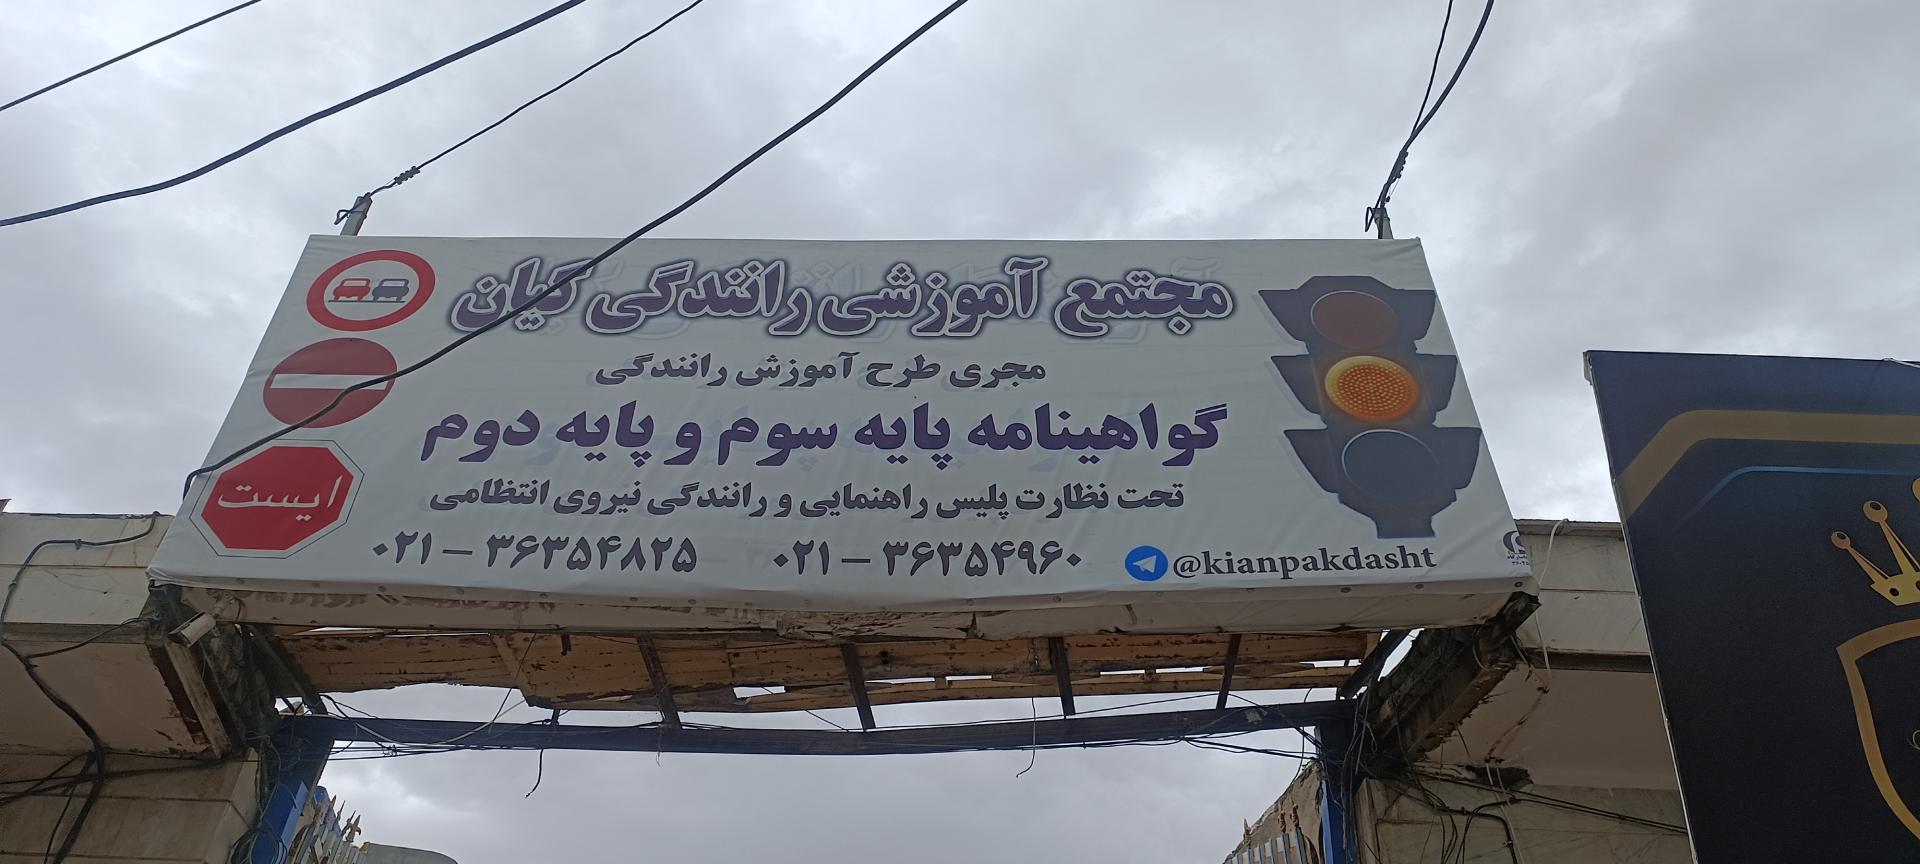 مجتمع آموزشی رانندگی کیان
مجری طرح آموزش رانندگی
گواهینامه پایه سوم و پایه دوم
تحت نظارت پلیس راهنمایی و رانندگی نیروی انتظامی
۰۲۱ – ۳۶۳۵۴۸۲۵ ۰۲۱ – ۳۶۳۵۴۹۶۰ @kianpakdasht
ایست